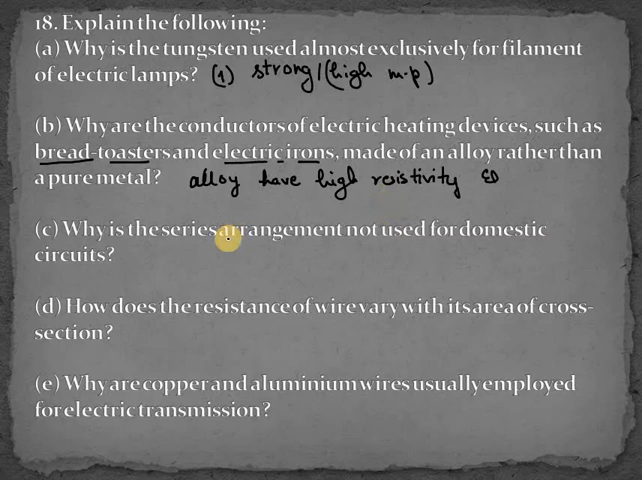 18. Explain the following:
(a) Why is the tungsten used almost exclusively for filament
of electric lamps? (1) strong/(high m.p)
(b) Why are the conductors of electric heating devices, such as
bread-toasters and electric irons, made of an alloy rather than
a pure metal? alloy have high resistivity
(c) Why is the series arrangement not used for domestic
circuits?
(d) How does the resistance of wire vary with its area of cross-
section?
(e) Why are copper and aluminium wires usually employed
for electric transmission?